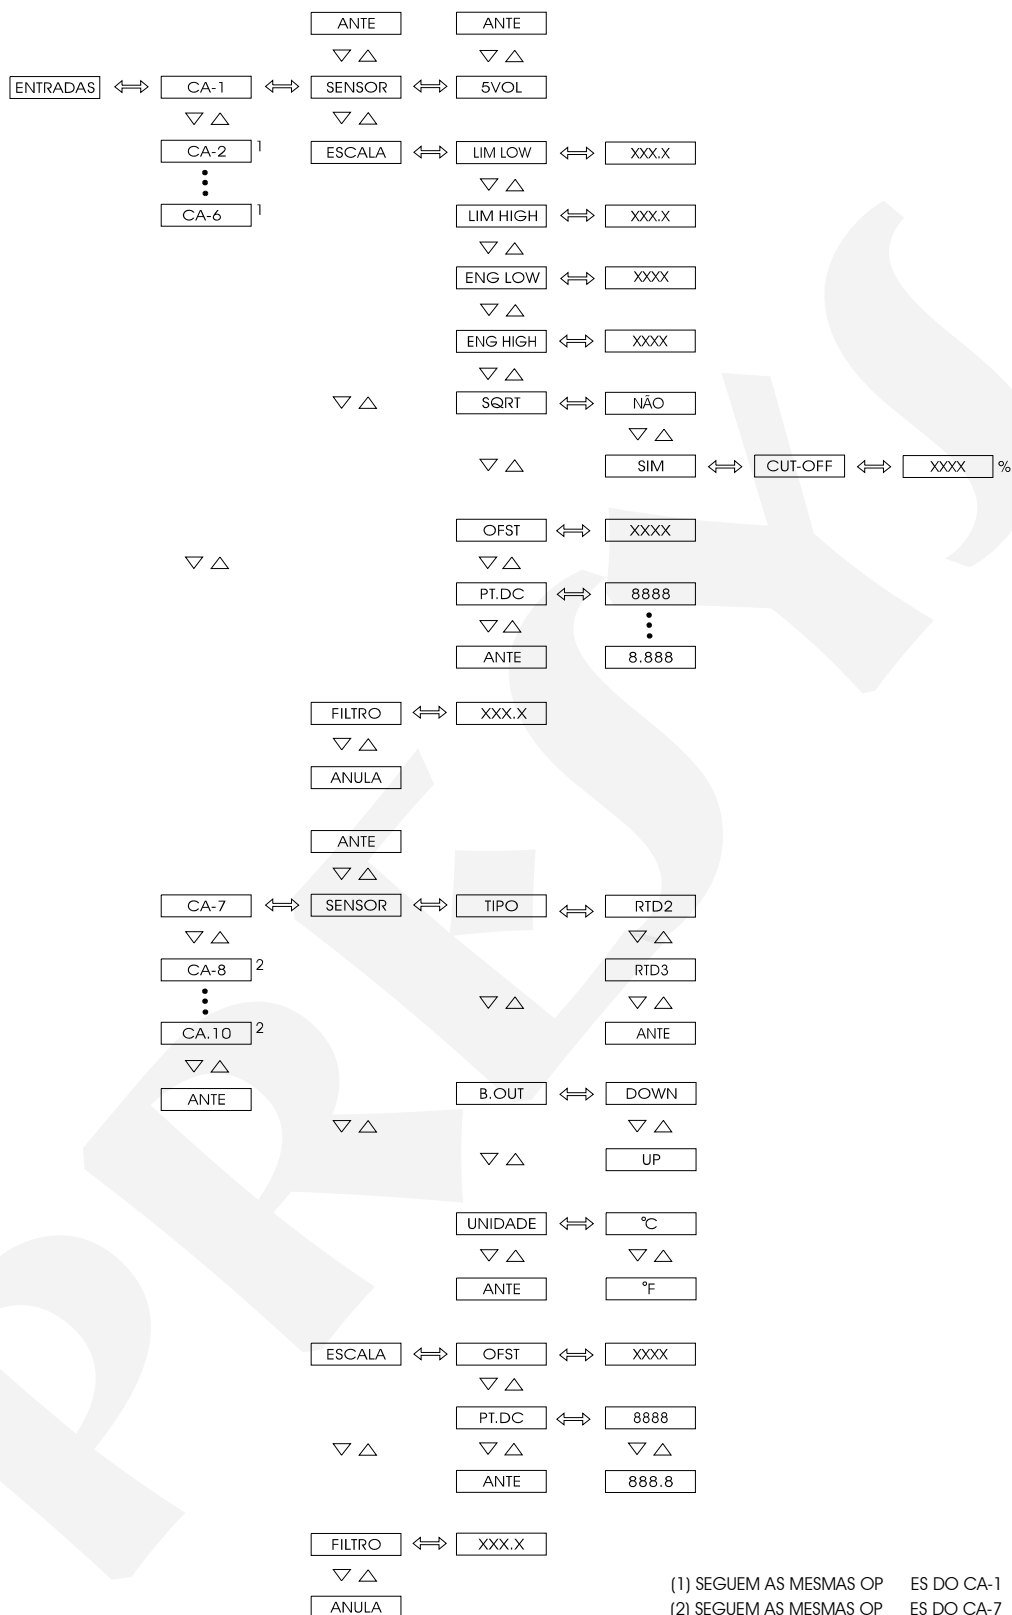 ANTE ANTE
ENTRADAS CA-1 SENSOR 5VOL
CA-2 1 ESCALA LIM LOW XXX.X
CA-6 1 LIM HIGH XXX.X
ENG LOW XXXX
ENG HIGH XXXX
SQRT NÃO
SIM CUT-OFF XXXX %
OFST XXXX
PT.DC 8888
ANTE 8.888
FILTRO XXX.X
ANULA
ANTE
CA-7 SENSOR TIPO RTD2
CA-8 2 RTD3
CA.10 2 ANTE
ANTE B.OUT DOWN
UP
UNIDADE °C
ANTE °F
ESCALA OFST XXXX
PT.DC 8888
ANTE 888.8
FILTRO XXX.X
ANULA
(1) SEGUEM AS MESMAS OP ES DO CA-1
(2) SEGUEM AS MESMAS OP ES DO CA-7
PRESYS